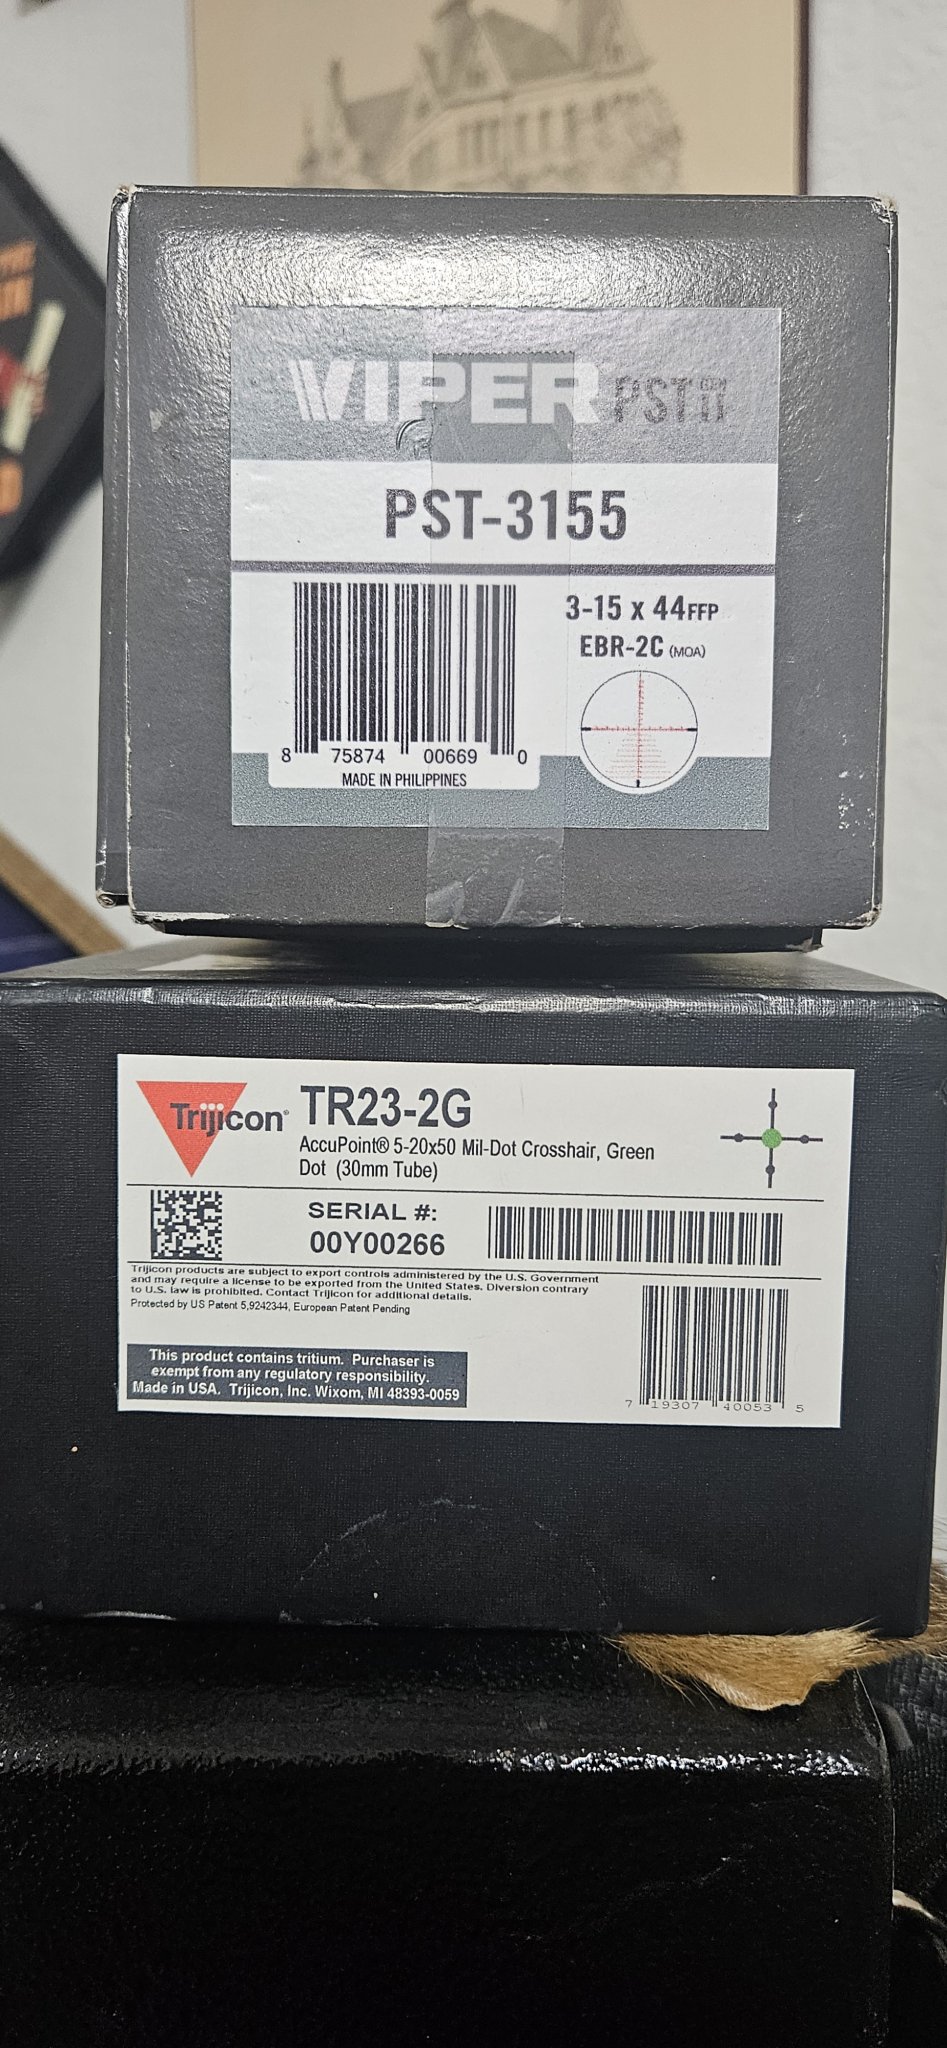 VIPER PST GEN II
PST-3155
3-15 x 44FFP
EBR-2C (MOA)
8 75874 00669 0
MADE IN PHILIPPINES
Trijicon®
TR23-2G
AccuPoint® 5-20x50 Mil-Dot Crosshair, Green
Dot (30mm Tube)
SERIAL #:
00Y00266
Trijicon products are subject to export controls administered by the U.S. Government
and may require a license to be exported from the United States. Diversion contrary
to U.S. law is prohibited. Contact Trijicon for additional details.
Protected by US Patent 5,9242344, European Patent Pending
This product contains tritium. Purchaser is
exempt from any regulatory responsibility.
Made in USA. Trijicon, Inc. Wixom, MI 48393-0059
7 19307 40053 5